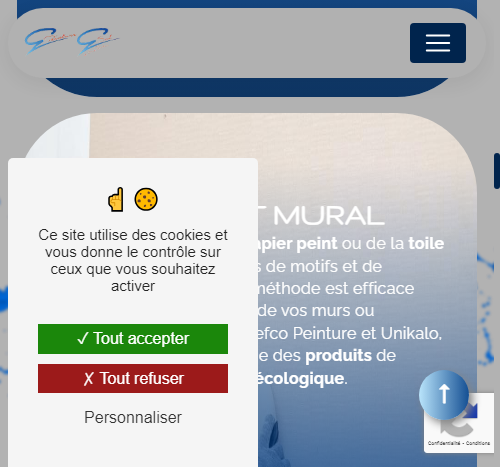 T MURAL
apier peint ou de la toile
s de motifs et de
méthode est efficace
de vos murs ou
efco Peinture et Unikalo,
e des produits de
écologique.
Ce site utilise des cookies et
vous donne le contrôle sur
ceux que vous souhaitez
activer
✓ Tout accepter
✗ Tout refuser
Personnaliser
Confidentialité - Conditions